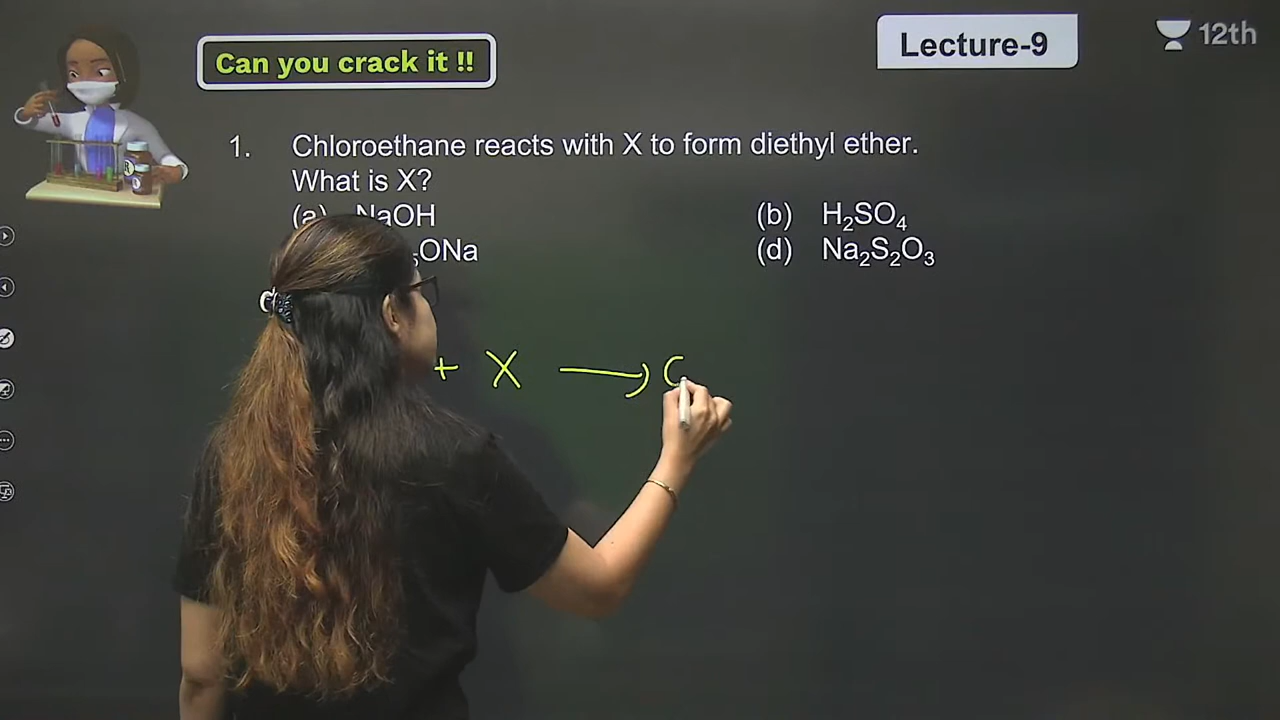 Can you crack it !!
Lecture-9
12th
1. Chloroethane reacts with X to form diethyl ether.
What is X?
(a) NaOH (b) H₂SO₄
₅ONa (d) Na₂S₂O₃
+ X ⟶ C